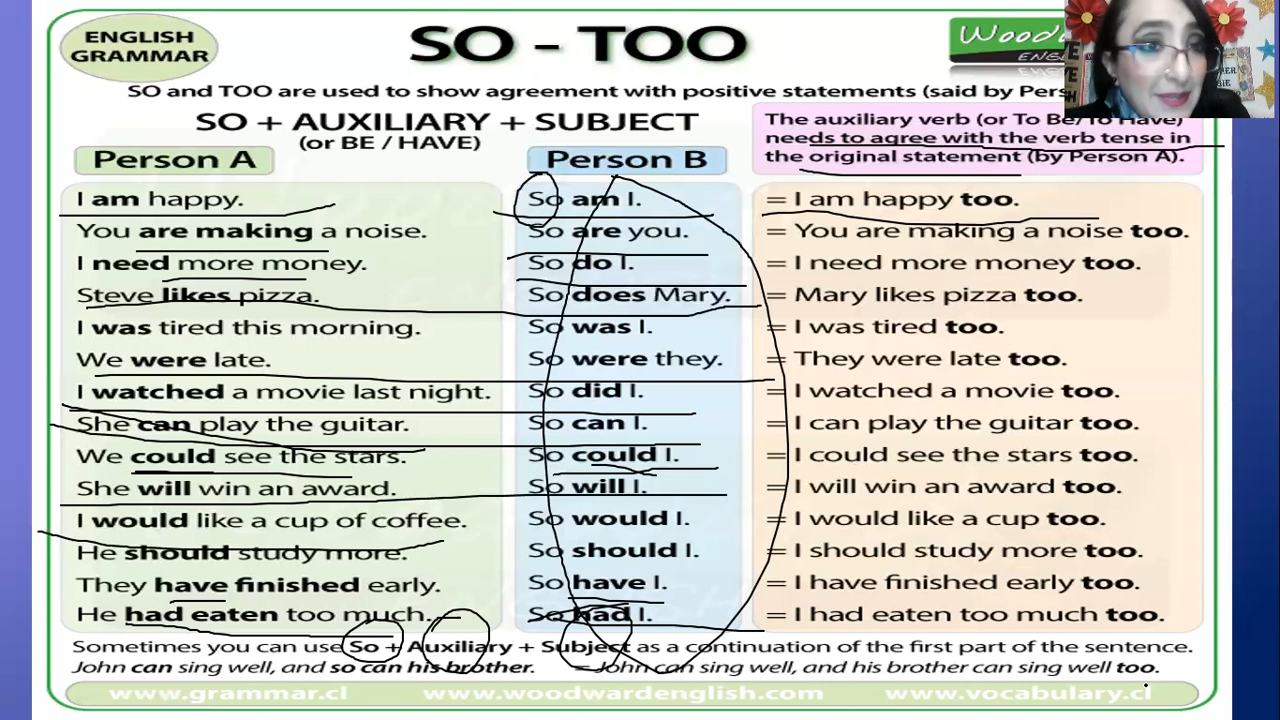 ENGLISH
GRAMMAR
SO - TOO
Woodw
ENGL
SO and TOO are used to show agreement with positive statements (said by Pers
SO + AUXILIARY + SUBJECT
(or BE / HAVE)
The auxiliary verb (or To Be/To Have)
needs to agree with the verb tense in
the original statement (by Person A).
Person A
Person B
I am happy. So am I. = I am happy too.
You are making a noise. So are you. = You are making a noise too.
I need more money. So do I. = I need more money too.
Steve likes pizza. So does Mary. = Mary likes pizza too.
I was tired this morning. So was I. = I was tired too.
We were late. So were they. = They were late too.
I watched a movie last night. So did I. = I watched a movie too.
She can play the guitar. So can I. = I can play the guitar too.
We could see the stars. So could I. = I could see the stars too.
She will win an award. So will I. = I will win an award too.
I would like a cup of coffee. So would I. = I would like a cup too.
He should study more. So should I. = I should study more too.
They have finished early. So have I. = I have finished early too.
He had eaten too much. So had I. = I had eaten too much too.
Sometimes you can use So + Auxiliary + Subject as a continuation of the first part of the sentence.
John can sing well, and so can his brother. = John can sing well, and his brother can sing well too.
www.grammar.cl www.woodwardenglish.com www.vocabulary.cl